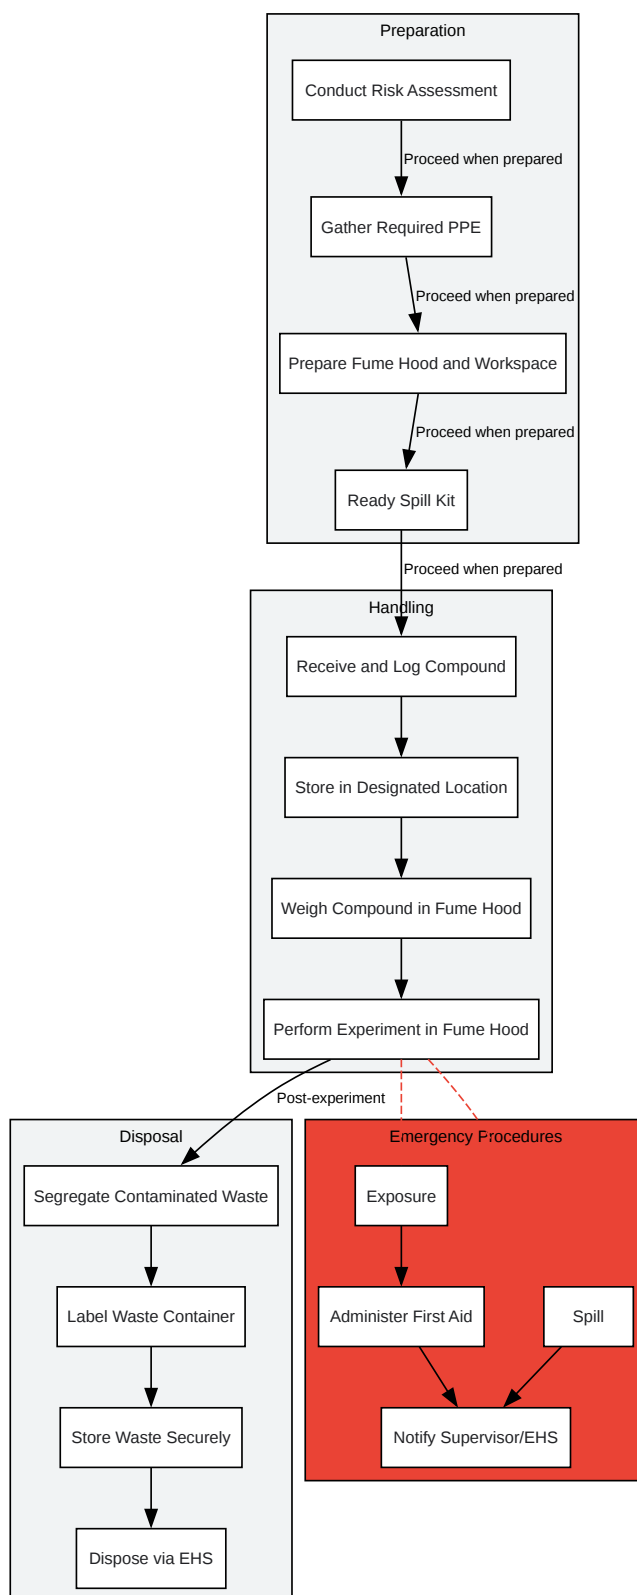 Preparation
Conduct Risk Assessment
Proceed when prepared
Gather Required PPE
Proceed when prepared
Prepare Fume Hood and Workspace
Proceed when prepared
Ready Spill Kit
Proceed when prepared
Handling
Receive and Log Compound
Store in Designated Location
Weigh Compound in Fume Hood
Perform Experiment in Fume Hood
Post-experiment
Disposal
Segregate Contaminated Waste
Label Waste Container
Store Waste Securely
Dispose via EHS
Emergency Procedures
Exposure
Administer First Aid
Spill
Notify Supervisor/EHS